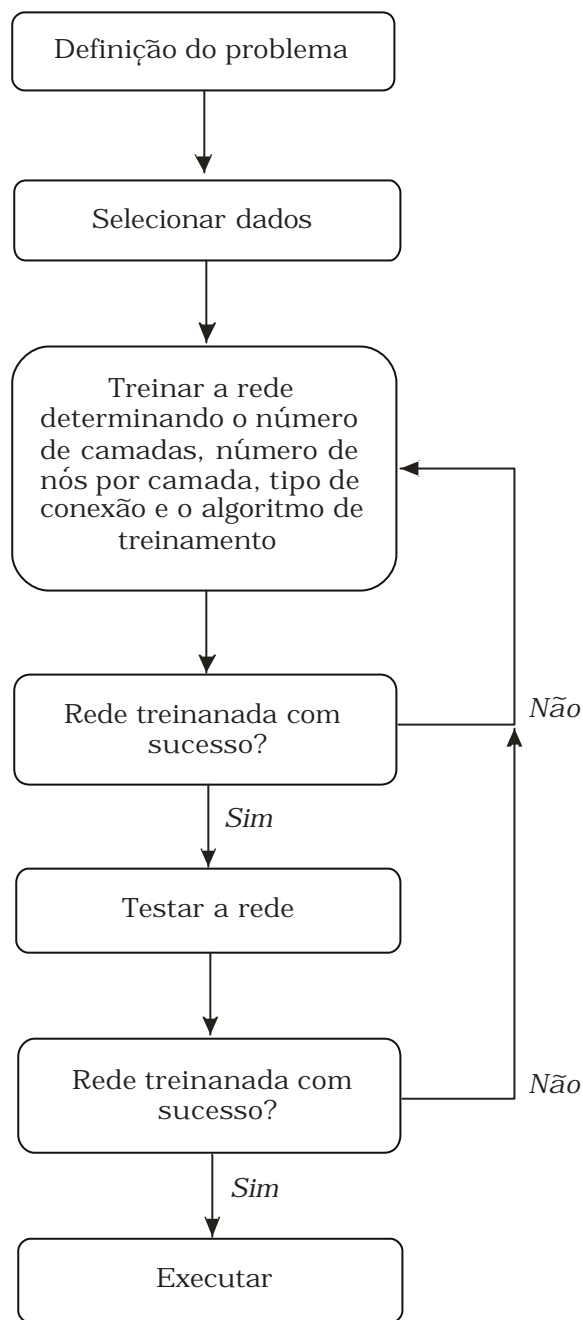 Definição do problema
Selecionar dados
Treinar a rede
determinando o número
de camadas, número de
nós por camada, tipo de
conexão e o algoritmo de
treinamento
Rede treinanada com
sucesso?
Não
Sim
Testar a rede
Rede treinanada com
sucesso?
Não
Sim
Executar